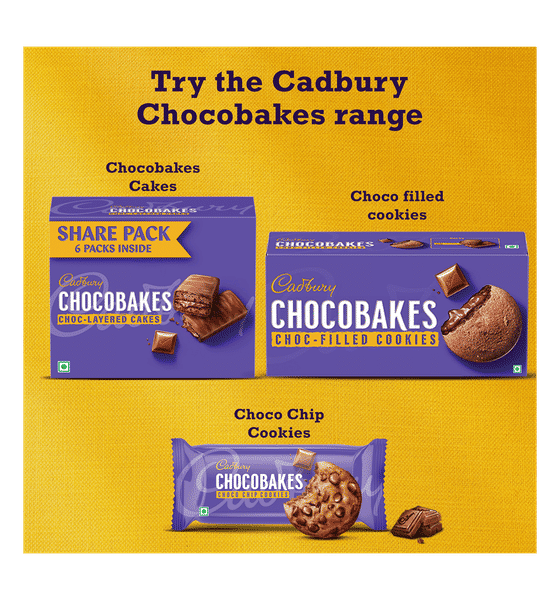 Try the Cadbury
Chocobakes range
Chocobakes
Cakes
Choco filled
cookies
CHOCOBAKES
SHARE PACK
6 PACKS INSIDE
Cadbury
CHOCOBAKES
CHOC-LAYERED CAKES
CHOCOBAKES
Cadbury
CHOCOBAKES
CHOC-FILLED COOKIES
Choco Chip
Cookies
Cadbury
CHOCOBAKES
CHOCO CHIP COOKIES